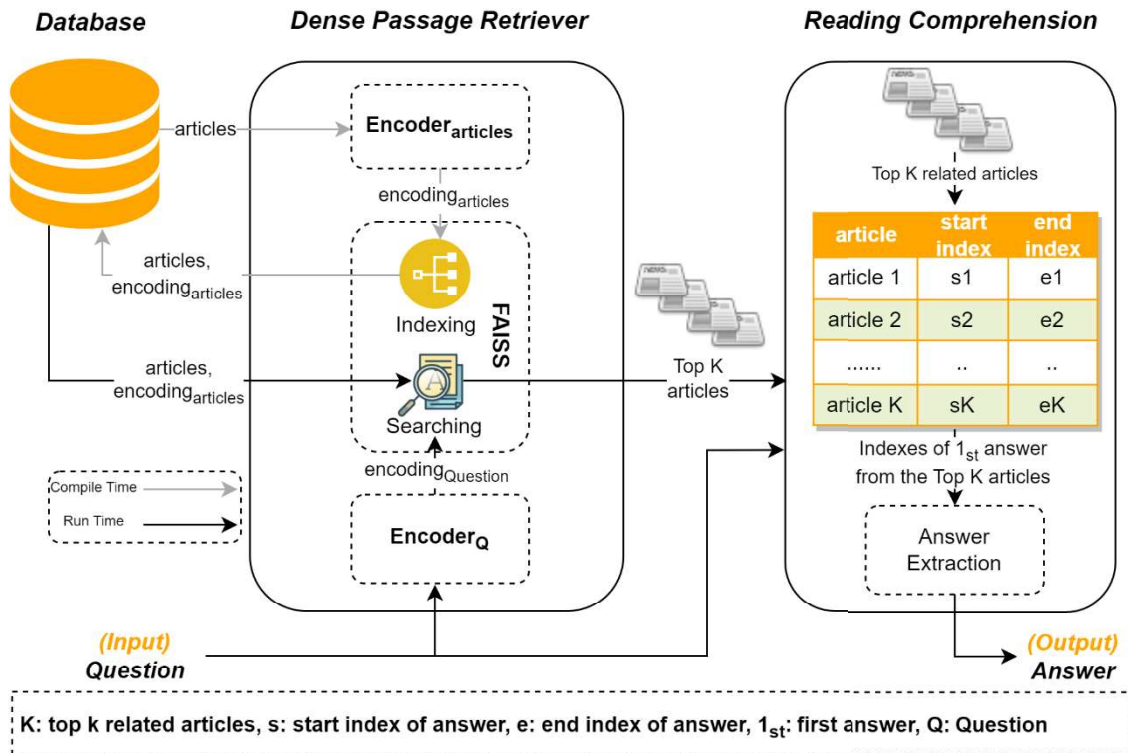 Database
Dense Passage Retriever
Reading Comprehension
articles
Encoderarticles
encodingarticles
articles,
encodingarticles
Indexing
FAISS
articles,
encodingarticles
Searching
encodingQuestion
EncoderQ
Compile Time
Run Time
NEWS
Top K
articles
NEWS
Top K related articles
article start index end index
article 1 s1 e1
article 2 s2 e2
...... .. ..
article K sK eK
Indexes of 1st answer
from the Top K articles
Answer
Extraction
(Input)
Question
(Output)
Answer
K: top k related articles, s: start index of answer, e: end index of answer, 1st: first answer, Q: Question